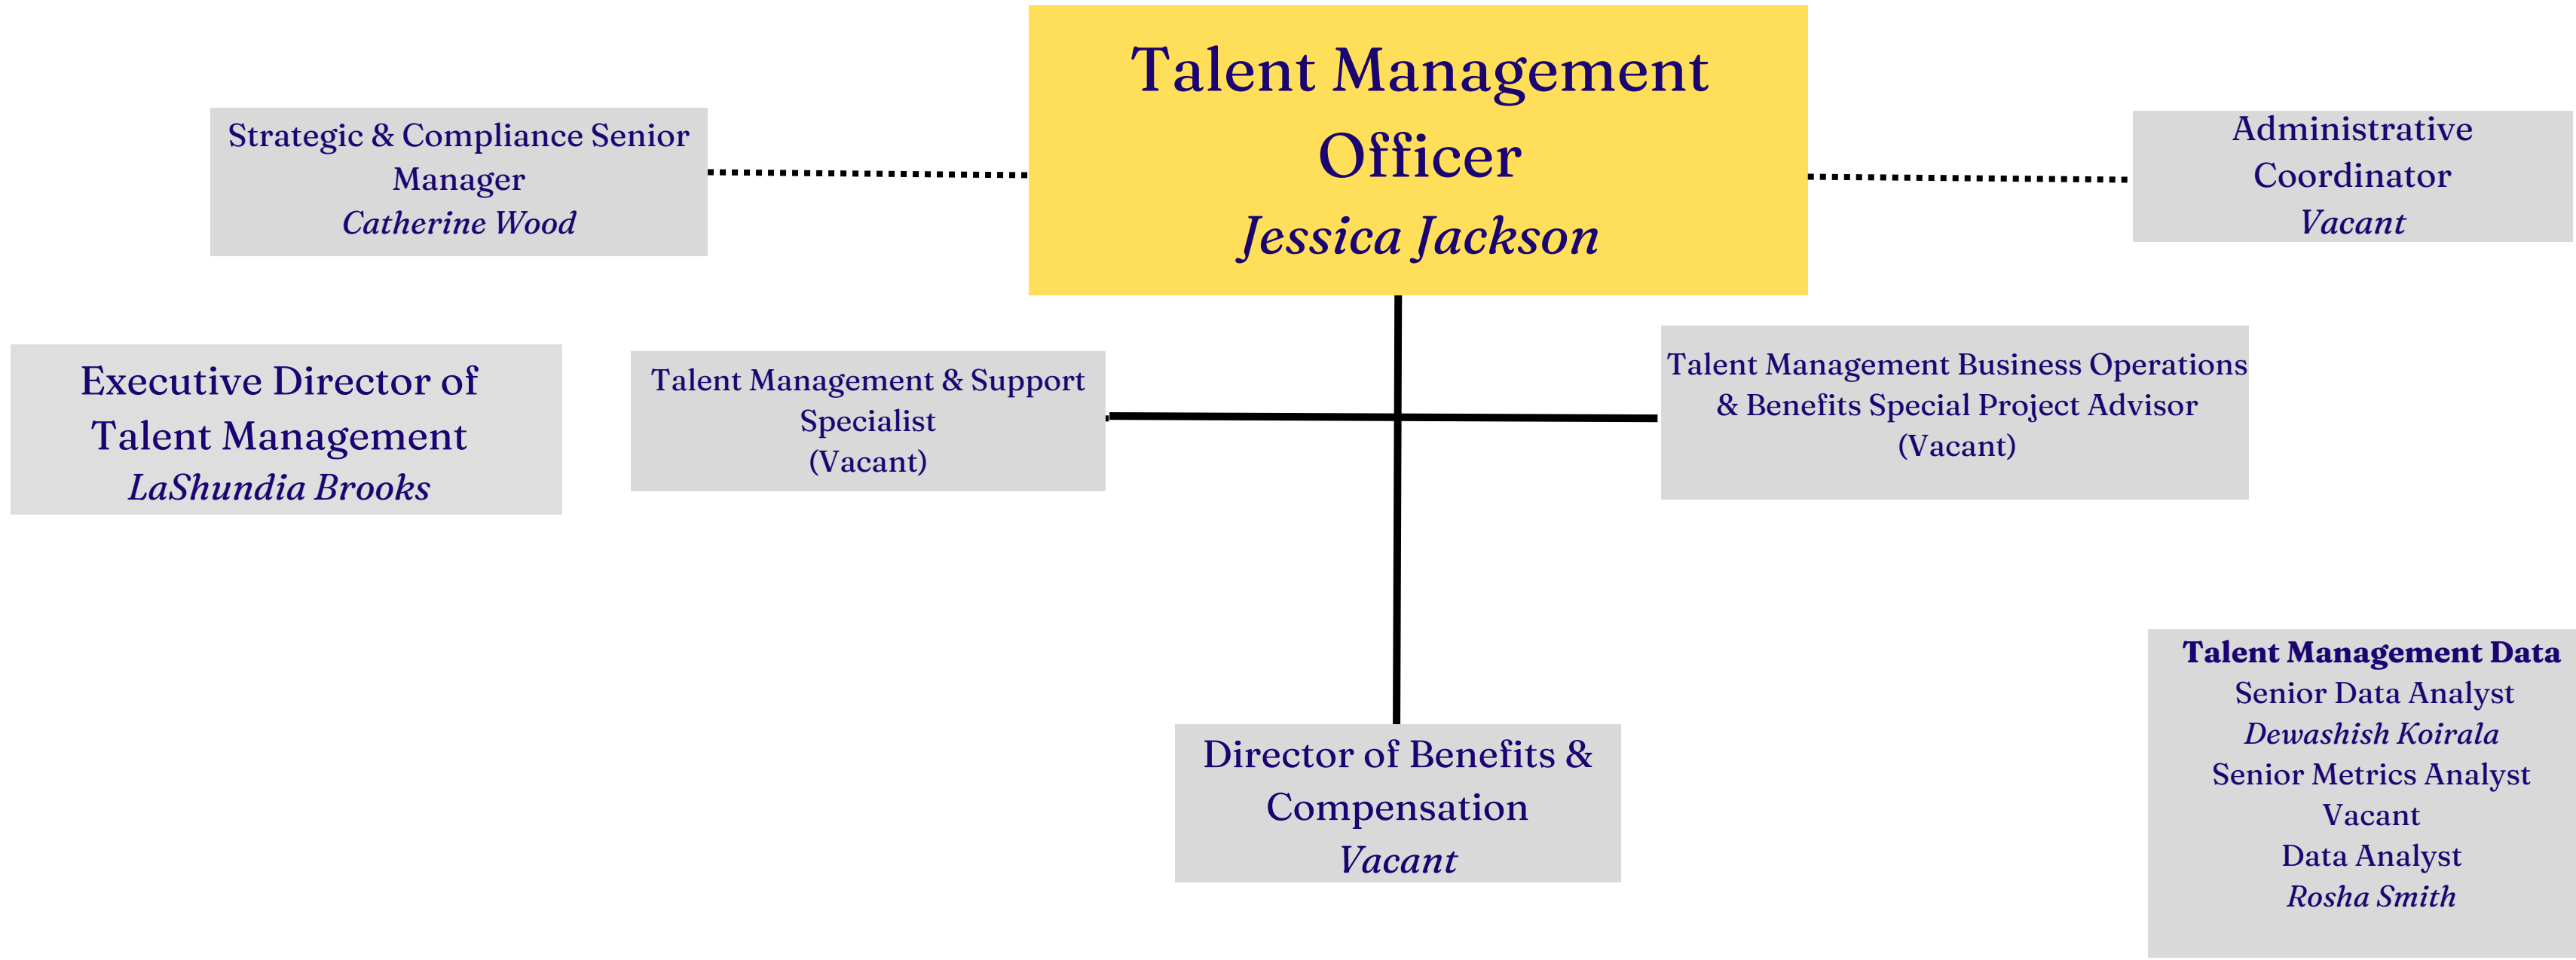 Talent Management
Officer
Jessica Jackson
Strategic & Compliance Senior
Manager
Catherine Wood
Administrative
Coordinator
Vacant
Executive Director of
Talent Management
LaShundia Brooks
Talent Management & Support
Specialist
(Vacant)
Talent Management Business Operations
& Benefits Special Project Advisor
(Vacant)
Director of Benefits &
Compensation
Vacant
Talent Management Data
Senior Data Analyst
Dewashish Koirala
Senior Metrics Analyst
Vacant
Data Analyst
Rosha Smith